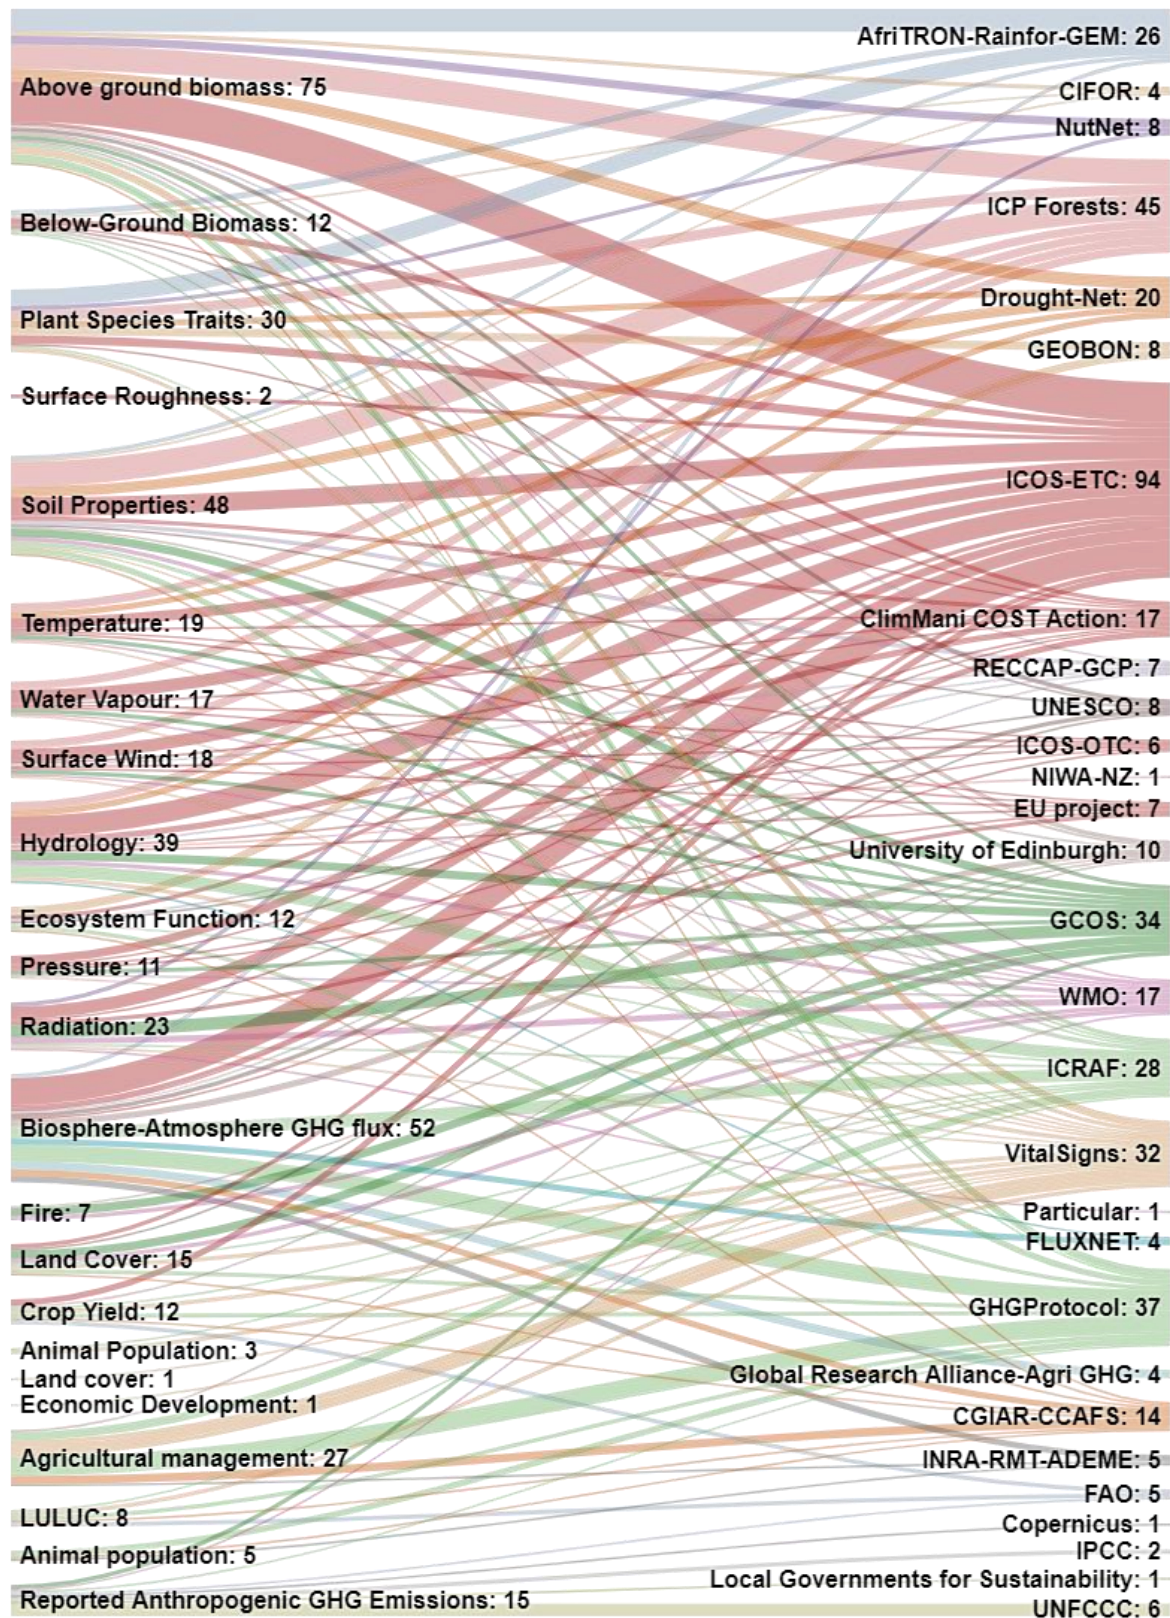 Above ground biomass: 75
Below-Ground Biomass: 12
Plant Species Traits: 30
Surface Roughness: 2
Soil Properties: 48
Temperature: 19
Water Vapour: 17
Surface Wind: 18
Hydrology: 39
Ecosystem Function: 12
Pressure: 11
Radiation: 23
Biosphere-Atmosphere GHG flux: 52
Fire: 7
Land Cover: 15
Crop Yield: 12
Animal Population: 3
Land cover: 1
Economic Development: 1
Agricultural management: 27
LULUC: 8
Animal population: 5
Reported Anthropogenic GHG Emissions: 15
AfriTRON-Rainfor-GEM: 26
CIFOR: 4
NutNet: 8
ICP Forests: 45
Drought-Net: 20
GEOBON: 8
ICOS-ETC: 94
ClimMani COST Action: 17
RECCAP-GCP: 7
UNESCO: 8
ICOS-OTC: 6
NIWA-NZ: 1
EU project: 7
University of Edinburgh: 10
GCOS: 34
WMO: 17
ICRAF: 28
VitalSigns: 32
Particular: 1
FLUXNET: 4
GHGProtocol: 37
Global Research Alliance-Agri GHG: 4
CGIAR-CCAFS: 14
INRA-RMT-ADEME: 5
FAO: 5
Copernicus: 1
IPCC: 2
Local Governments for Sustainability: 1
UNFCCC: 6